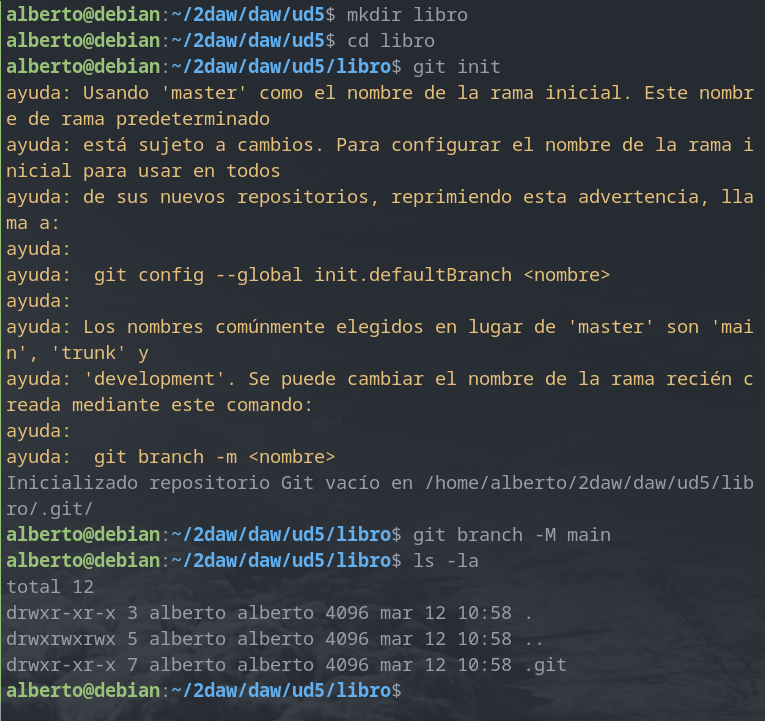 alberto@debian:~/2daw/daw/ud5$ mkdir libro
alberto@debian:~/2daw/daw/ud5$ cd libro
alberto@debian:~/2daw/daw/ud5/libro$ git init
ayuda: Usando 'master' como el nombre de la rama inicial. Este nombr
e de rama predeterminado
ayuda: está sujeto a cambios. Para configurar el nombre de la rama i
nicial para usar en todos
ayuda: de sus nuevos repositorios, reprimiendo esta advertencia, lla
ma a:
ayuda:
ayuda:  git config --global init.defaultBranch <nombre>
ayuda:
ayuda: Los nombres comúnmente elegidos en lugar de 'master' son 'mai
n', 'trunk' y
ayuda: 'development'. Se puede cambiar el nombre de la rama recién c
reada mediante este comando:
ayuda:
ayuda:  git branch -m <nombre>
Inicializado repositorio Git vacío en /home/alberto/2daw/daw/ud5/lib
ro/.git/
alberto@debian:~/2daw/daw/ud5/libro$ git branch -M main
alberto@debian:~/2daw/daw/ud5/libro$ ls -la
total 12
drwxr-xr-x 3 alberto alberto 4096 mar 12 10:58 .
drwxrwxrwx 5 alberto alberto 4096 mar 12 10:58 ..
drwxr-xr-x 7 alberto alberto 4096 mar 12 10:58 .git
alberto@debian:~/2daw/daw/ud5/libro$